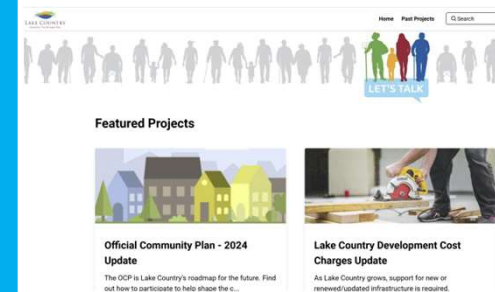 LAKE COUNTRY
Home Past Projects Search
LET'S TALK
Featured Projects
Official Community Plan - 2024
Update
The OCP is Lake Country's roadmap for the future. Find
out how to participate to help shape the c...
Lake Country Development Cost
Charges Update
As Lake Country grows, support for new or
renewed/updated infrastructure is required.